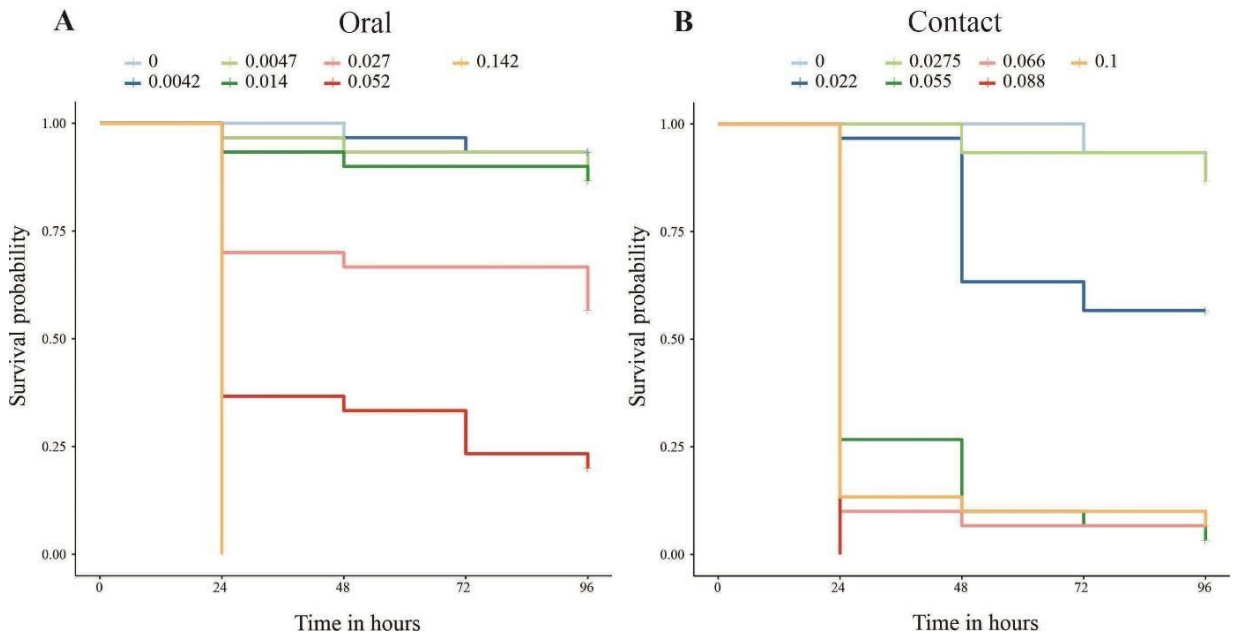 A Oral
0 0.0047 0.027 0.142
0.0042 0.014 0.052
Survival probability
1.00
0.75
0.50
0.25
0.00
0 24 48 72 96
Time in hours
B Contact
0 0.0275 0.066 0.1
0.022 0.055 0.088
Survival probability
1.00
0.75
0.50
0.25
0.00
0 24 48 72 96
Time in hours